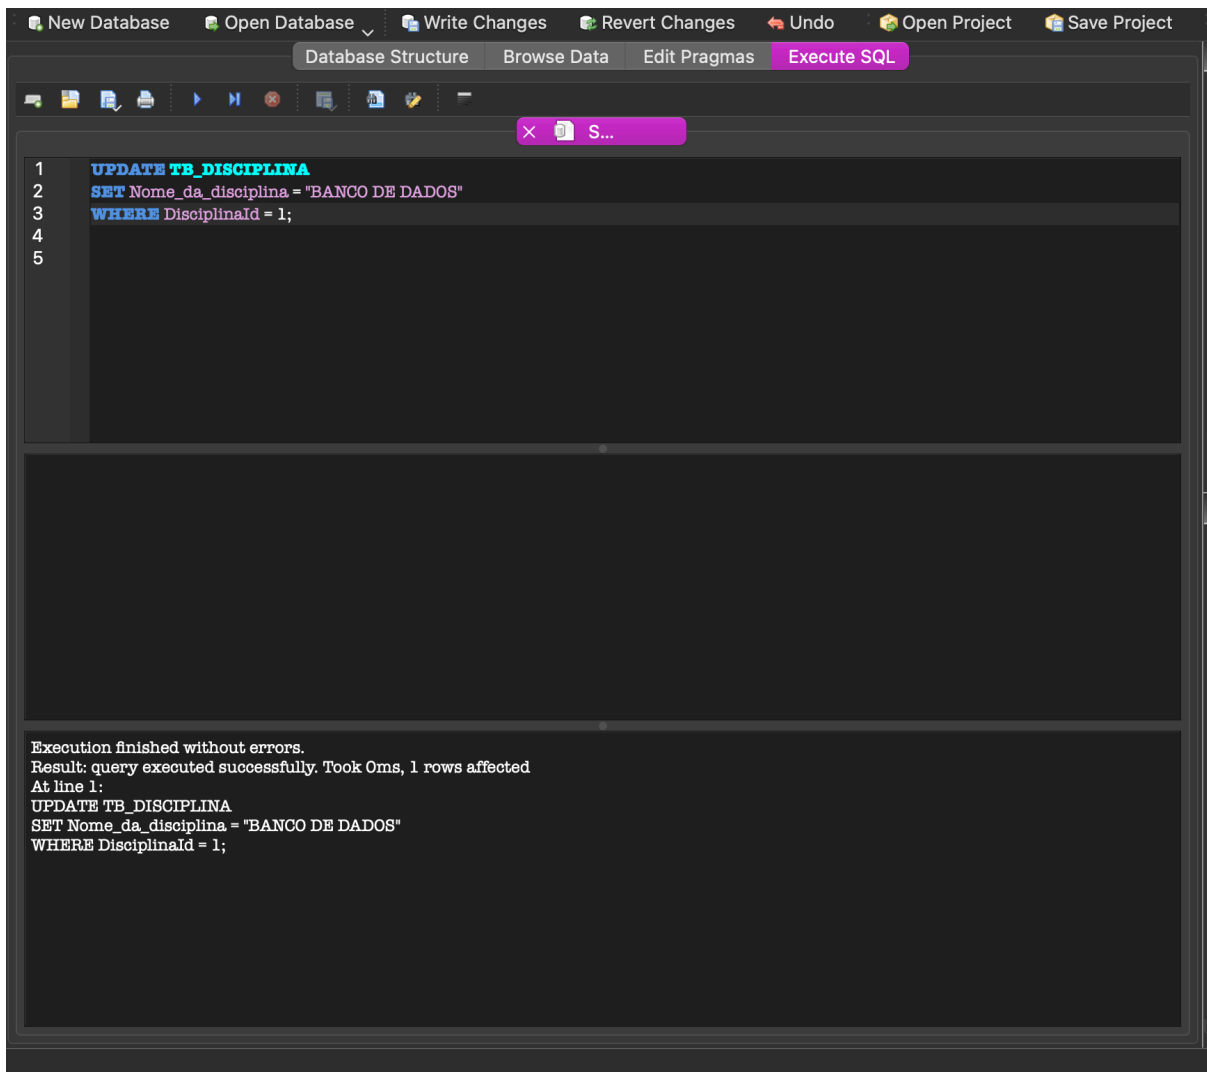 New Database Open Database Write Changes Revert Changes Undo Open Project Save Project
Database Structure Browse Data Edit Pragmas Execute SQL
S...
1 UPDATE TB_DISCIPLINA
2 SET Nome_da_disciplina = "BANCO DE DADOS"
3 WHERE DisciplinaId = 1;
4
5
Execution finished without errors.
Result: query executed successfully. Took 0ms, 1 rows affected
At line 1:
UPDATE TB_DISCIPLINA
SET Nome_da_disciplina = "BANCO DE DADOS"
WHERE DisciplinaId = 1;